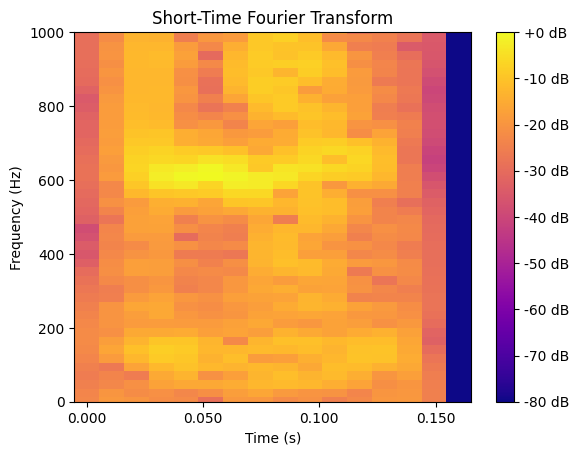 Short-Time Fourier Transform
1000
800
600
400
200
0
Frequency (Hz)
0.000
0.050
0.100
0.150
Time (s)
+0 dB
-10 dB
-20 dB
-30 dB
-40 dB
-50 dB
-60 dB
-70 dB
-80 dB